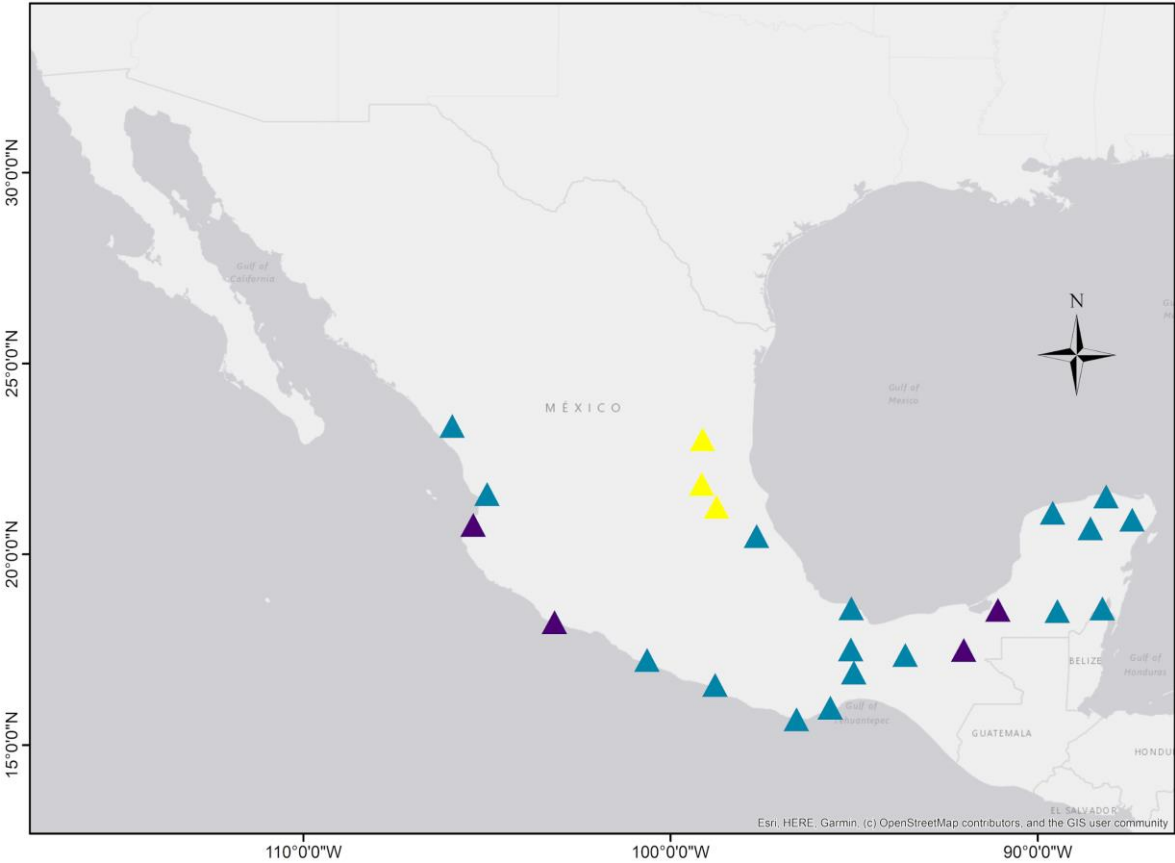 30°0'0"N
25°0'0"N
20°0'0"N
15°0'0"N
Gulf of
California
N
Gulf of
Mexico
MÉXICO
BELIZE
Gulf of
Honduras
Gulf of
Tehuantepec
GUATEMALA
HONDU
EL SALVADOR
Esri, HERE, Garmin, (c) OpenStreetMap contributors, and the GIS user community
110°0'0"W
100°0'0"W
90°0'0"W